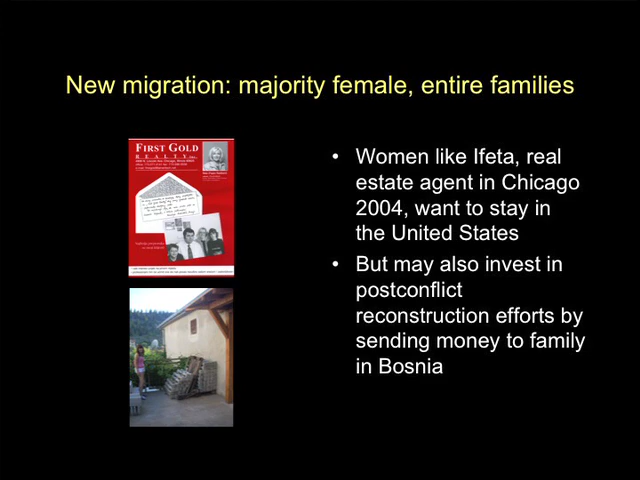 New migration: majority female, entire families
FIRST GOLD
REALTY
• Women like Ifeta, real
estate agent in Chicago
2004, want to stay in
the United States
• But may also invest in
postconflict
reconstruction efforts by
sending money to family
in Bosnia